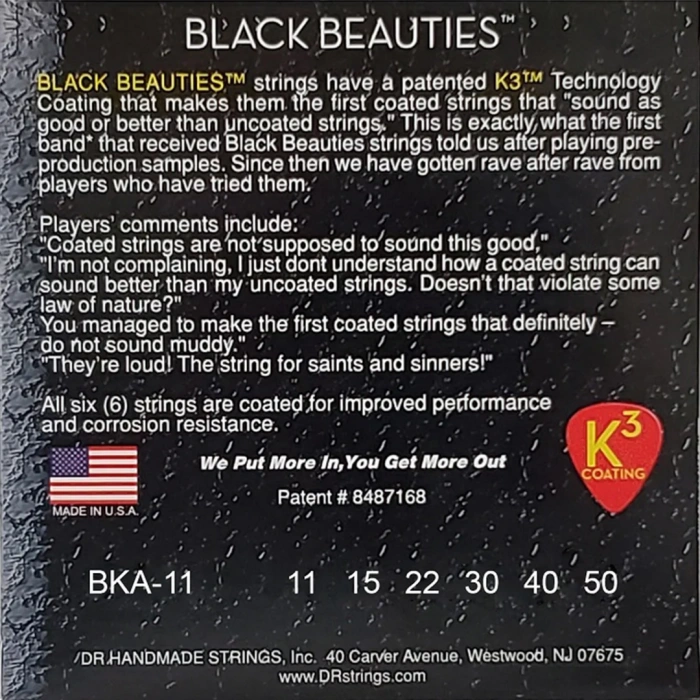 BLACK BEAUTIES™
BLACK BEAUTIES™ strings have a patented K3™ Technology
Coating that makes them the first coated strings that "sound as
good or better than uncoated strings." This is exactly what the first
band* that received Black Beauties strings told us after playing pre-
production samples. Since then we have gotten rave after rave from
players who have tried them.
Players' comments include:
"Coated strings are not supposed to sound this good,"
"I'm not complaining, I just dont understand how a coated string can
sound better than my uncoated strings. Doesn't that violate some
law of nature?"
You managed to make the first coated strings that definitely –
do not sound muddy."
"They're loud! The string for saints and sinners!"
All six (6) strings are coated for improved performance
and corrosion resistance.
K3
COATING
We Put More In,You Get More Out
Patent # 8487168
MADE IN U.S.A.
BKA-11 11 15 22 30 40 50
DR HANDMADE STRINGS, Inc. 40 Carver Avenue, Westwood, NJ 07675
www.DRstrings.com